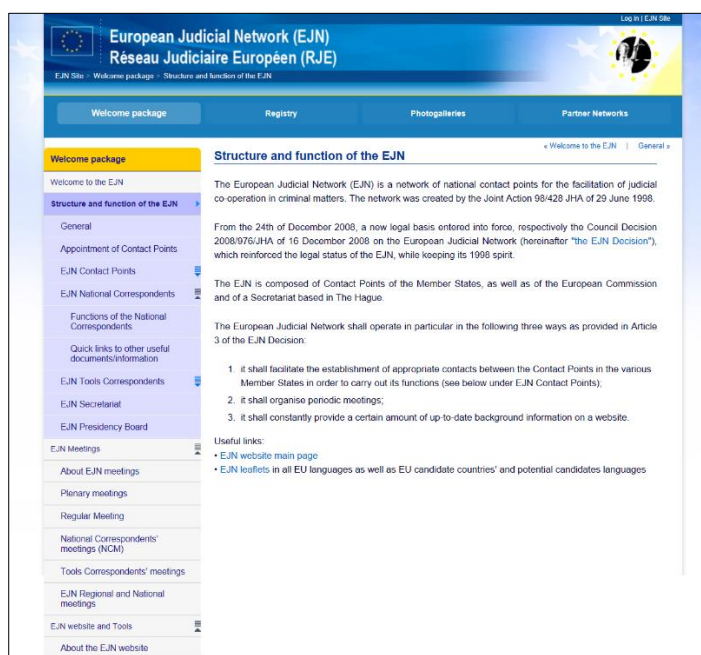 Log in | EJN Site
European Judicial Network (EJN)
Réseau Judiciaire Européen (RJE)
EJN Site > Welcome package > Structure and function of the EJN
Welcome package
Registry
Photogalleries
Partner Networks
« Welcome to the EJN | General »
Welcome package
Welcome to the EJN
Structure and function of the EJN
General
Appointment of Contact Points
EJN Contact Points
EJN National Correspondents
Functions of the National
Correspondents
Quick links to other useful
documents/information
EJN Tools Correspondents
EJN Secretariat
EJN Presidency Board
EJN Meetings
About EJN meetings
Plenary meetings
Regular Meeting
National Correspondents'
meetings (NCM)
Tools Correspondents' meetings
EJN Regional and National
meetings
EJN website and Tools
About the EJN website
Structure and function of the EJN
The European Judicial Network (EJN) is a network of national contact points for the facilitation of judicial
co-operation in criminal matters. The network was created by the Joint Action 98/428 JHA of 29 June 1998.
From the 24th of December 2008, a new legal basis entered into force, respectively the Council Decision
2008/976/JHA of 16 December 2008 on the European Judicial Network (hereinafter "the EJN Decision"),
which reinforced the legal status of the EJN, while keeping its 1998 spirit.
The EJN is composed of Contact Points of the Member States, as well as of the European Commission
and of a Secretariat based in The Hague.
The European Judicial Network shall operate in particular in the following three ways as provided in Article
3 of the EJN Decision:
1. it shall facilitate the establishment of appropriate contacts between the Contact Points in the various
Member States in order to carry out its functions (see below under EJN Contact Points);
2. it shall organise periodic meetings;
3. it shall constantly provide a certain amount of up-to-date background information on a website.
Useful links:
• EJN website main page
• EJN leaflets in all EU languages as well as EU candidate countries' and potential candidates languages